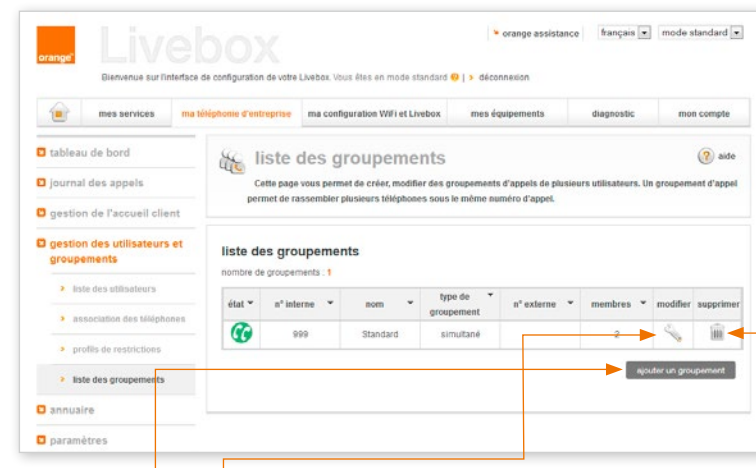 orange™
Livebox
orange assistance
français
mode standard
Bienvenue sur l'interface de configuration de votre Livebox. Vous êtes en mode standard ? | déconnexion
mes services
ma téléphonie d'entreprise
ma configuration WiFi et Livebox
mes équipements
diagnostic
mon compte
tableau de bord
journal des appels
gestion de l'accueil client
gestion des utilisateurs et
groupements
liste des utilisateurs
association des téléphones
profils de restrictions
liste des groupements
annuaire
paramètres
liste des groupements
? aide
Cette page vous permet de créer, modifier des groupements d'appels de plusieurs utilisateurs. Un groupement d'appel
permet de rassembler plusieurs téléphones sous le même numéro d'appel.
liste des groupements
nombre de groupements : 1
état
n° interne
nom
type de
groupement
n° externe
membres
modifier
supprimer
999
Standard
simultané
2
ajouter un groupement